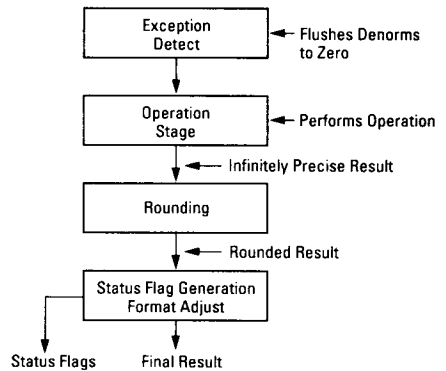 Exception
Detect
Flushes Denorms
to Zero
Operation
Stage
Performs Operation
Infinitely Precise Result
Rounding
Rounded Result
Status Flag Generation
Format Adjust
Status Flags
Final Result